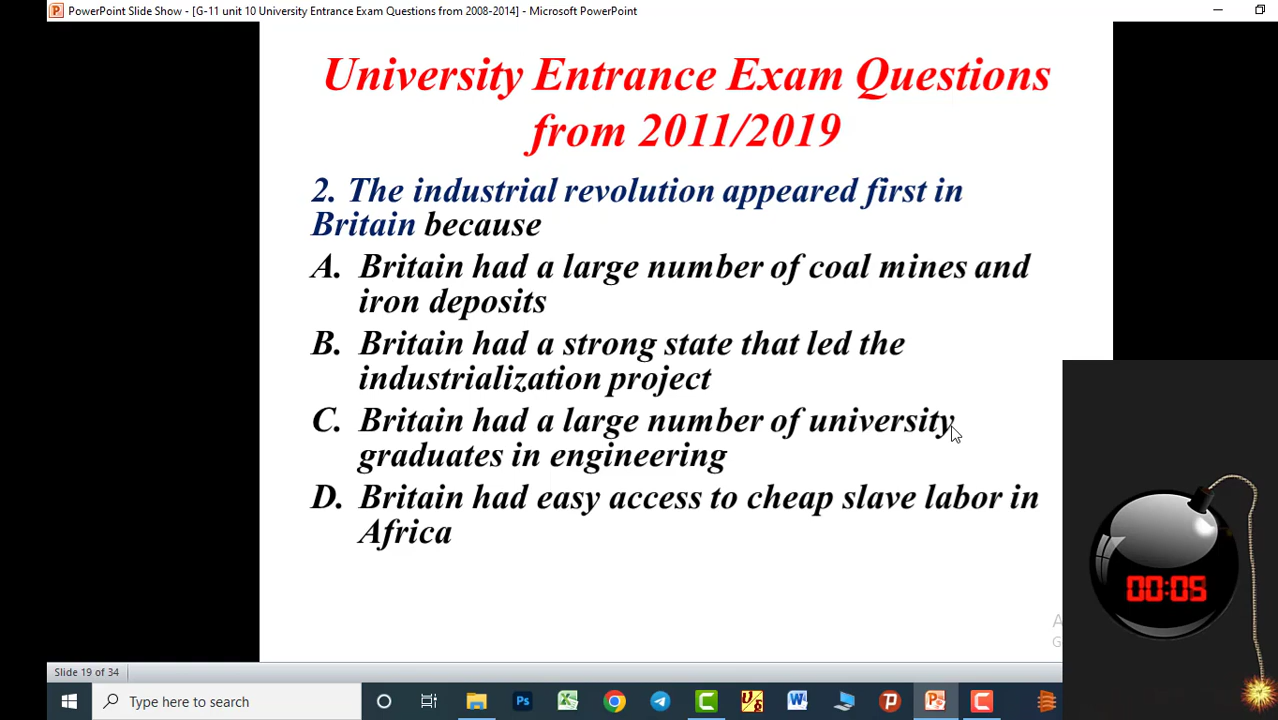 PowerPoint Slide Show - [G-11 unit 10 University Entrance Exam Questions from 2008-2014] - Microsoft PowerPoint
University Entrance Exam Questions
from 2011/2019
2. The industrial revolution appeared first in
Britain because
A. Britain had a large number of coal mines and
iron deposits
B. Britain had a strong state that led the
industrialization project
C. Britain had a large number of university
graduates in engineering
D. Britain had easy access to cheap slave labor in
Africa
00:05
Slide 19 of 34
Type here to search